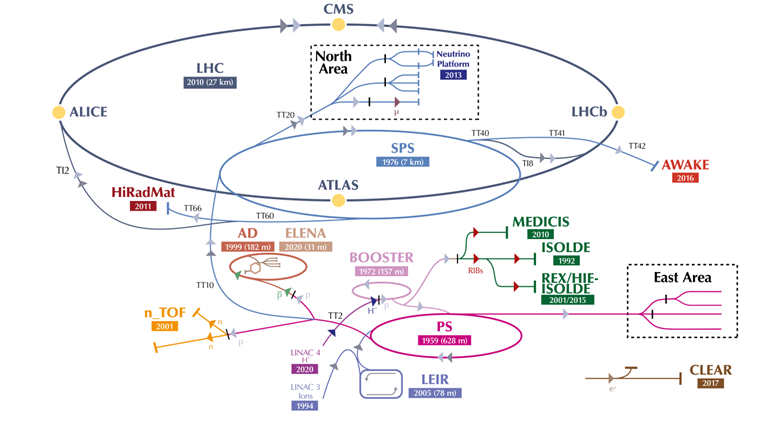 CMS
North
Area
Neutrino
Platform
2013
LHC
2010 (27 km)
ALICE
LHCb
TT20
μ
SPS
1976 (7 km)
TT40
TT41
TI8
TT42
AWAKE
2016
TI2
HiRadMat
2011
TT66
ATLAS
TT60
AD
1999 (182 m)
ELENA
2020 (31 m)
MEDICIS
2010
ISOLDE
1992
RIBs
REX/HIE-
ISOLDE
2001/2015
BOOSTER
1972 (157 m)
East Area
TT10
p
p
H⁻
p
n_TOF
2001
n
n
p
TT2
PS
1959 (628 m)
LINAC 4
H⁻
2020
LINAC 3
Ions
1994
LEIR
2005 (78 m)
CLEAR
2017
e⁻